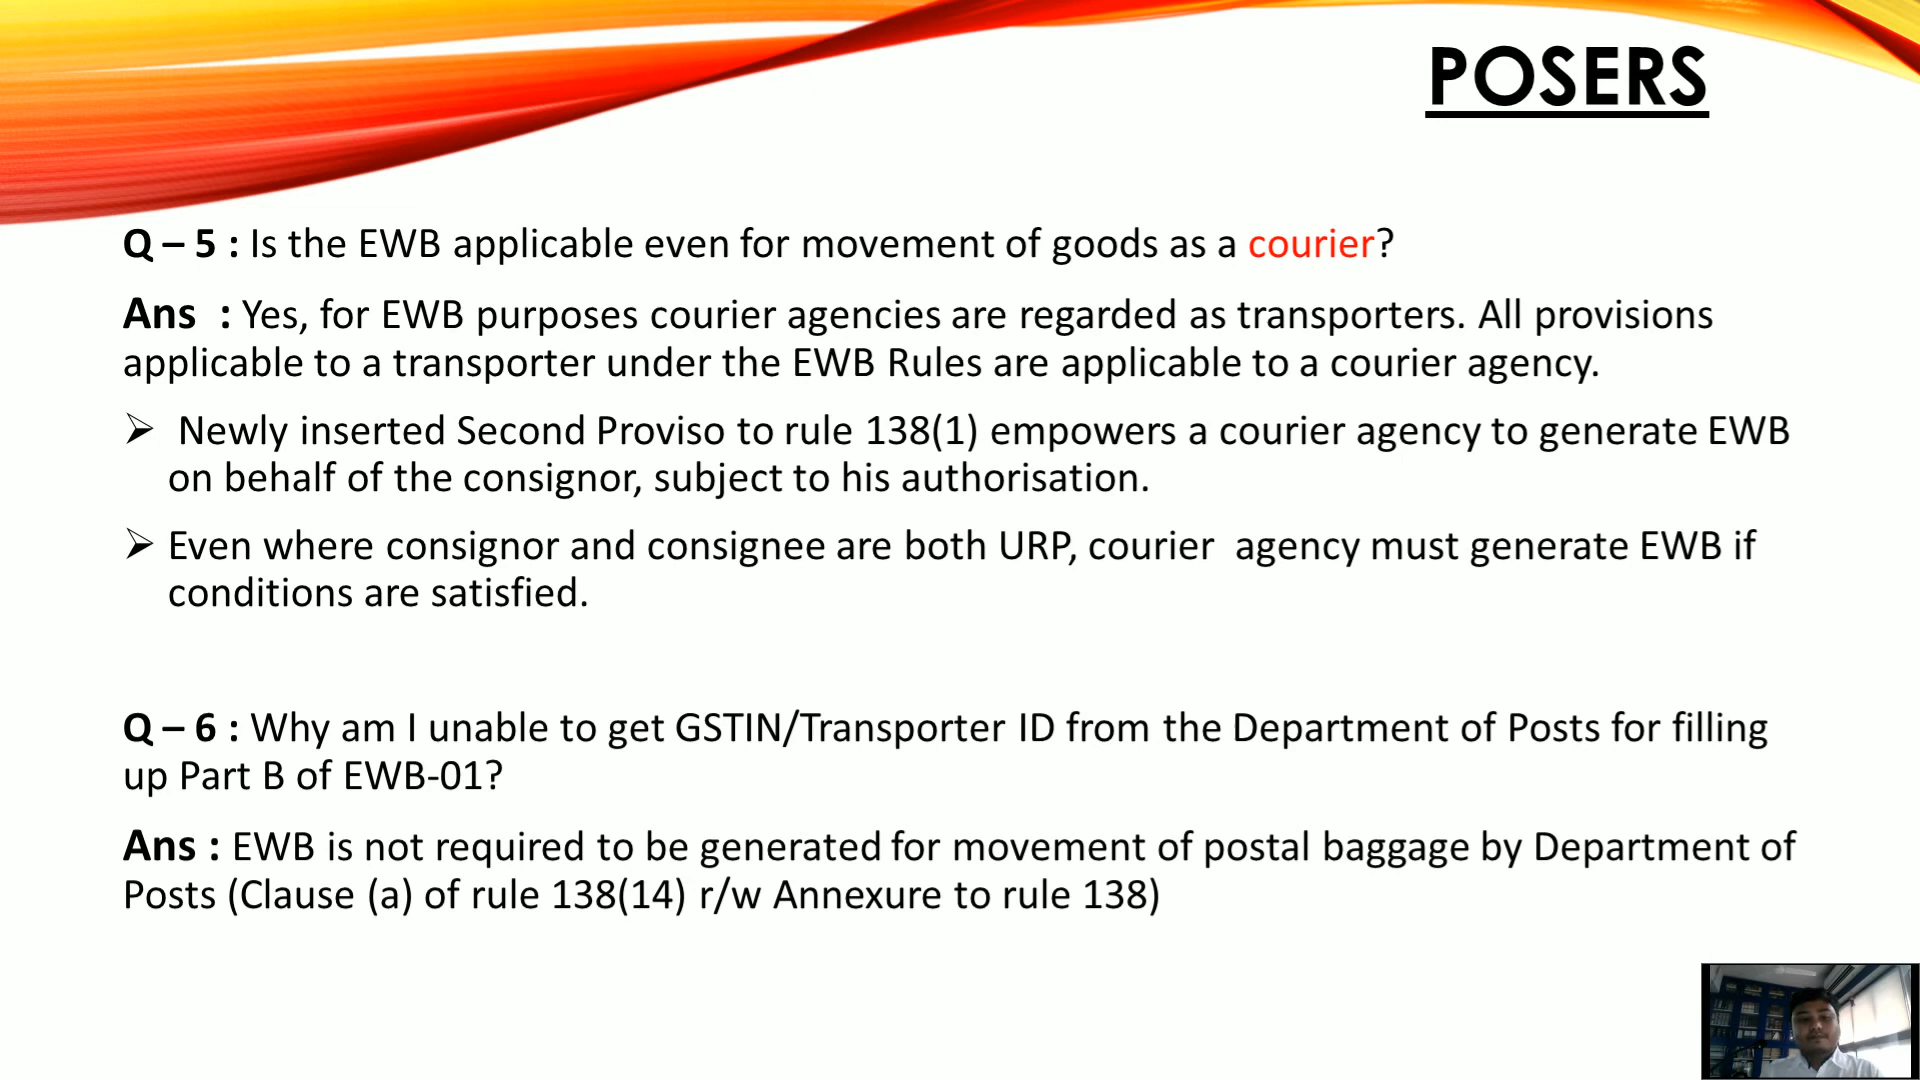 POSERS
Q – 5 : Is the EWB applicable even for movement of goods as a courier?
Ans : Yes, for EWB purposes courier agencies are regarded as transporters. All provisions
applicable to a transporter under the EWB Rules are applicable to a courier agency.
➢ Newly inserted Second Proviso to rule 138(1) empowers a courier agency to generate EWB
on behalf of the consignor, subject to his authorisation.
➢ Even where consignor and consignee are both URP, courier agency must generate EWB if
conditions are satisfied.
Q – 6 : Why am I unable to get GSTIN/Transporter ID from the Department of Posts for filling
up Part B of EWB-01?
Ans : EWB is not required to be generated for movement of postal baggage by Department of
Posts (Clause (a) of rule 138(14) r/w Annexure to rule 138)